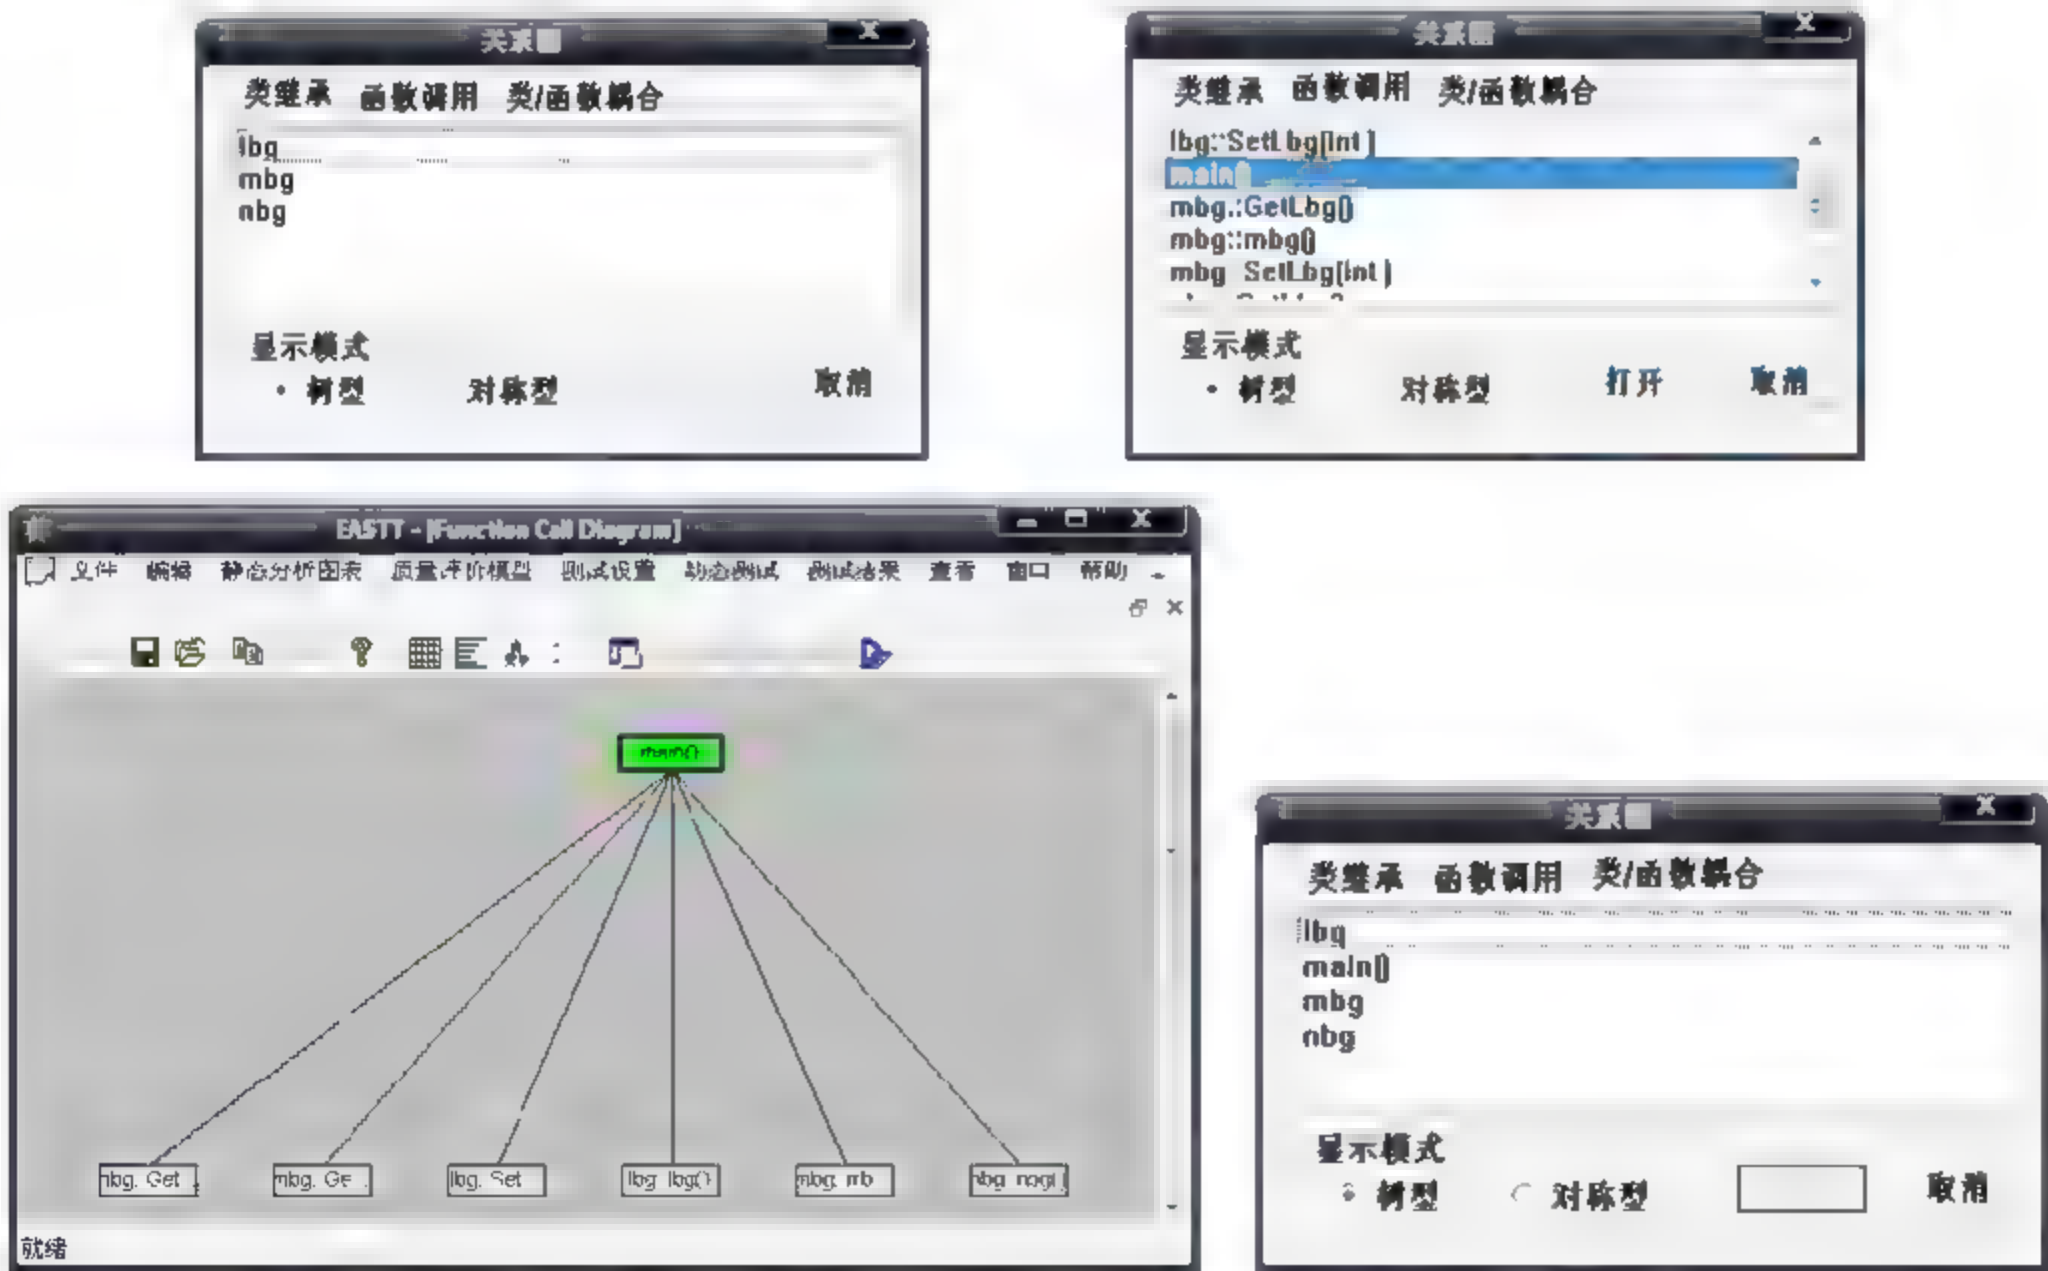 关系图
类继承 函数调用 类/函数耦合
lbg
mbg
nbg
显示模式
树型 对称型 取消
关系图
类继承 函数调用 类/函数耦合
lbg::SetLbg(int )
main()
mbg::GetLbg()
mbg::mbg()
mbg SetLbg(int )
显示模式
树型 对称型 打开 取消
EASTT - [Function Call Diagram]
文件 编辑 静态分析图表 质量评价模型 测试设置 动态测试 测试结果 查看 窗口 帮助
main()
nbg. Get mbg. Ge lbg. Set lbg lbg() mbg. mb
就绪
关系图
类继承 函数调用 类/函数耦合
lbg
main()
mbg
nbg
显示模式
树型 对称型 取消